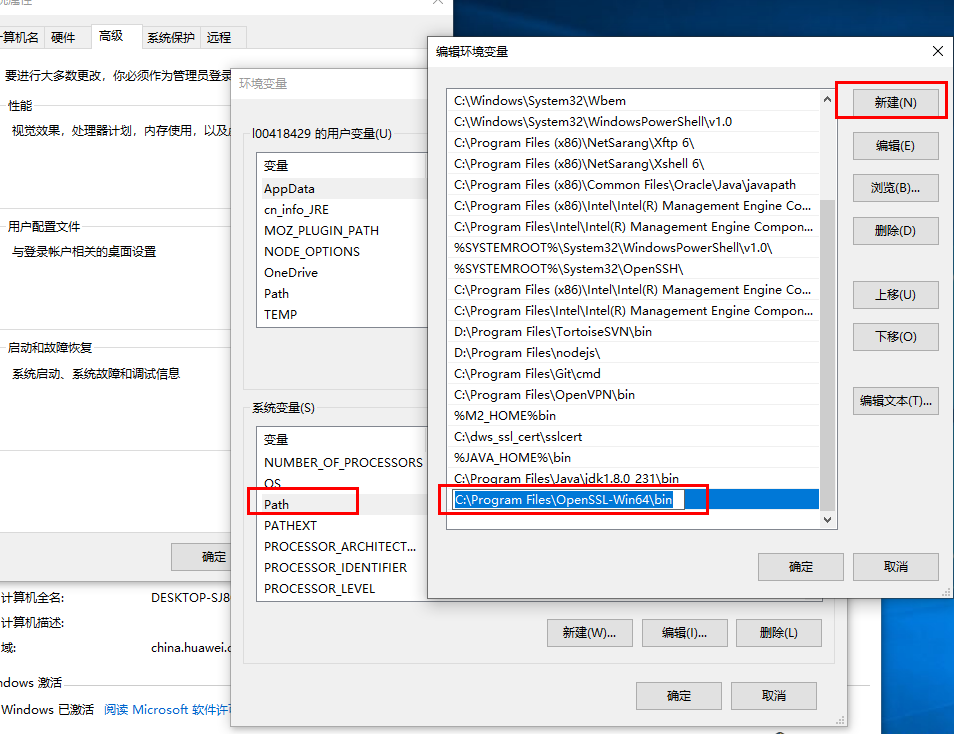 计算机名
硬件
高级
系统保护
远程
要进行大多数更改，你必须作为管理员登录
性能
视觉效果，处理器计划，内存使用，以及
用户配置文件
与登录帐户相关的桌面设置
启动和故障恢复
系统启动、系统故障和调试信息
确定
计算机全名:
DESKTOP-SJ8
计算机描述:
域:
china.huawei.c
ndows 激活
Windows 已激活
阅读 Microsoft 软件许可
环境变量
l00418429 的用户变量(U)
变量
AppData
cn_info_JRE
MOZ_PLUGIN_PATH
NODE_OPTIONS
OneDrive
Path
TEMP
系统变量(S)
变量
NUMBER_OF_PROCESSORS
OS
Path
PATHEXT
PROCESSOR_ARCHITECT...
PROCESSOR_IDENTIFIER
PROCESSOR_LEVEL
新建(W)...
编辑(I)...
删除(L)
确定
取消
编辑环境变量
C:\Windows\System32\Wbem
C:\Windows\System32\WindowsPowerShell\v1.0
C:\Program Files (x86)\NetSarang\Xftp 6\
C:\Program Files (x86)\NetSarang\Xshell 6\
C:\Program Files (x86)\Common Files\Oracle\Java\javapath
C:\Program Files (x86)\Intel\Intel(R) Management Engine Co...
C:\Program Files\Intel\Intel(R) Management Engine Compon...
%SYSTEMROOT%\System32\WindowsPowerShell\v1.0\
%SYSTEMROOT%\System32\OpenSSH\
C:\Program Files (x86)\Intel\Intel(R) Management Engine Co...
C:\Program Files\Intel\Intel(R) Management Engine Compon...
D:\Program Files\TortoiseSVN\bin
D:\Program Files\nodejs\
C:\Program Files\Git\cmd
C:\Program Files\OpenVPN\bin
%M2_HOME%bin
C:\dws_ssl_cert\sslcert
%JAVA_HOME%\bin
C:\Program Files\Java\jdk1.8.0_231\bin
C:\Program Files\OpenSSL-Win64\bin
新建(N)
编辑(E)
浏览(B)...
删除(D)
上移(U)
下移(O)
编辑文本(T)...
确定
取消